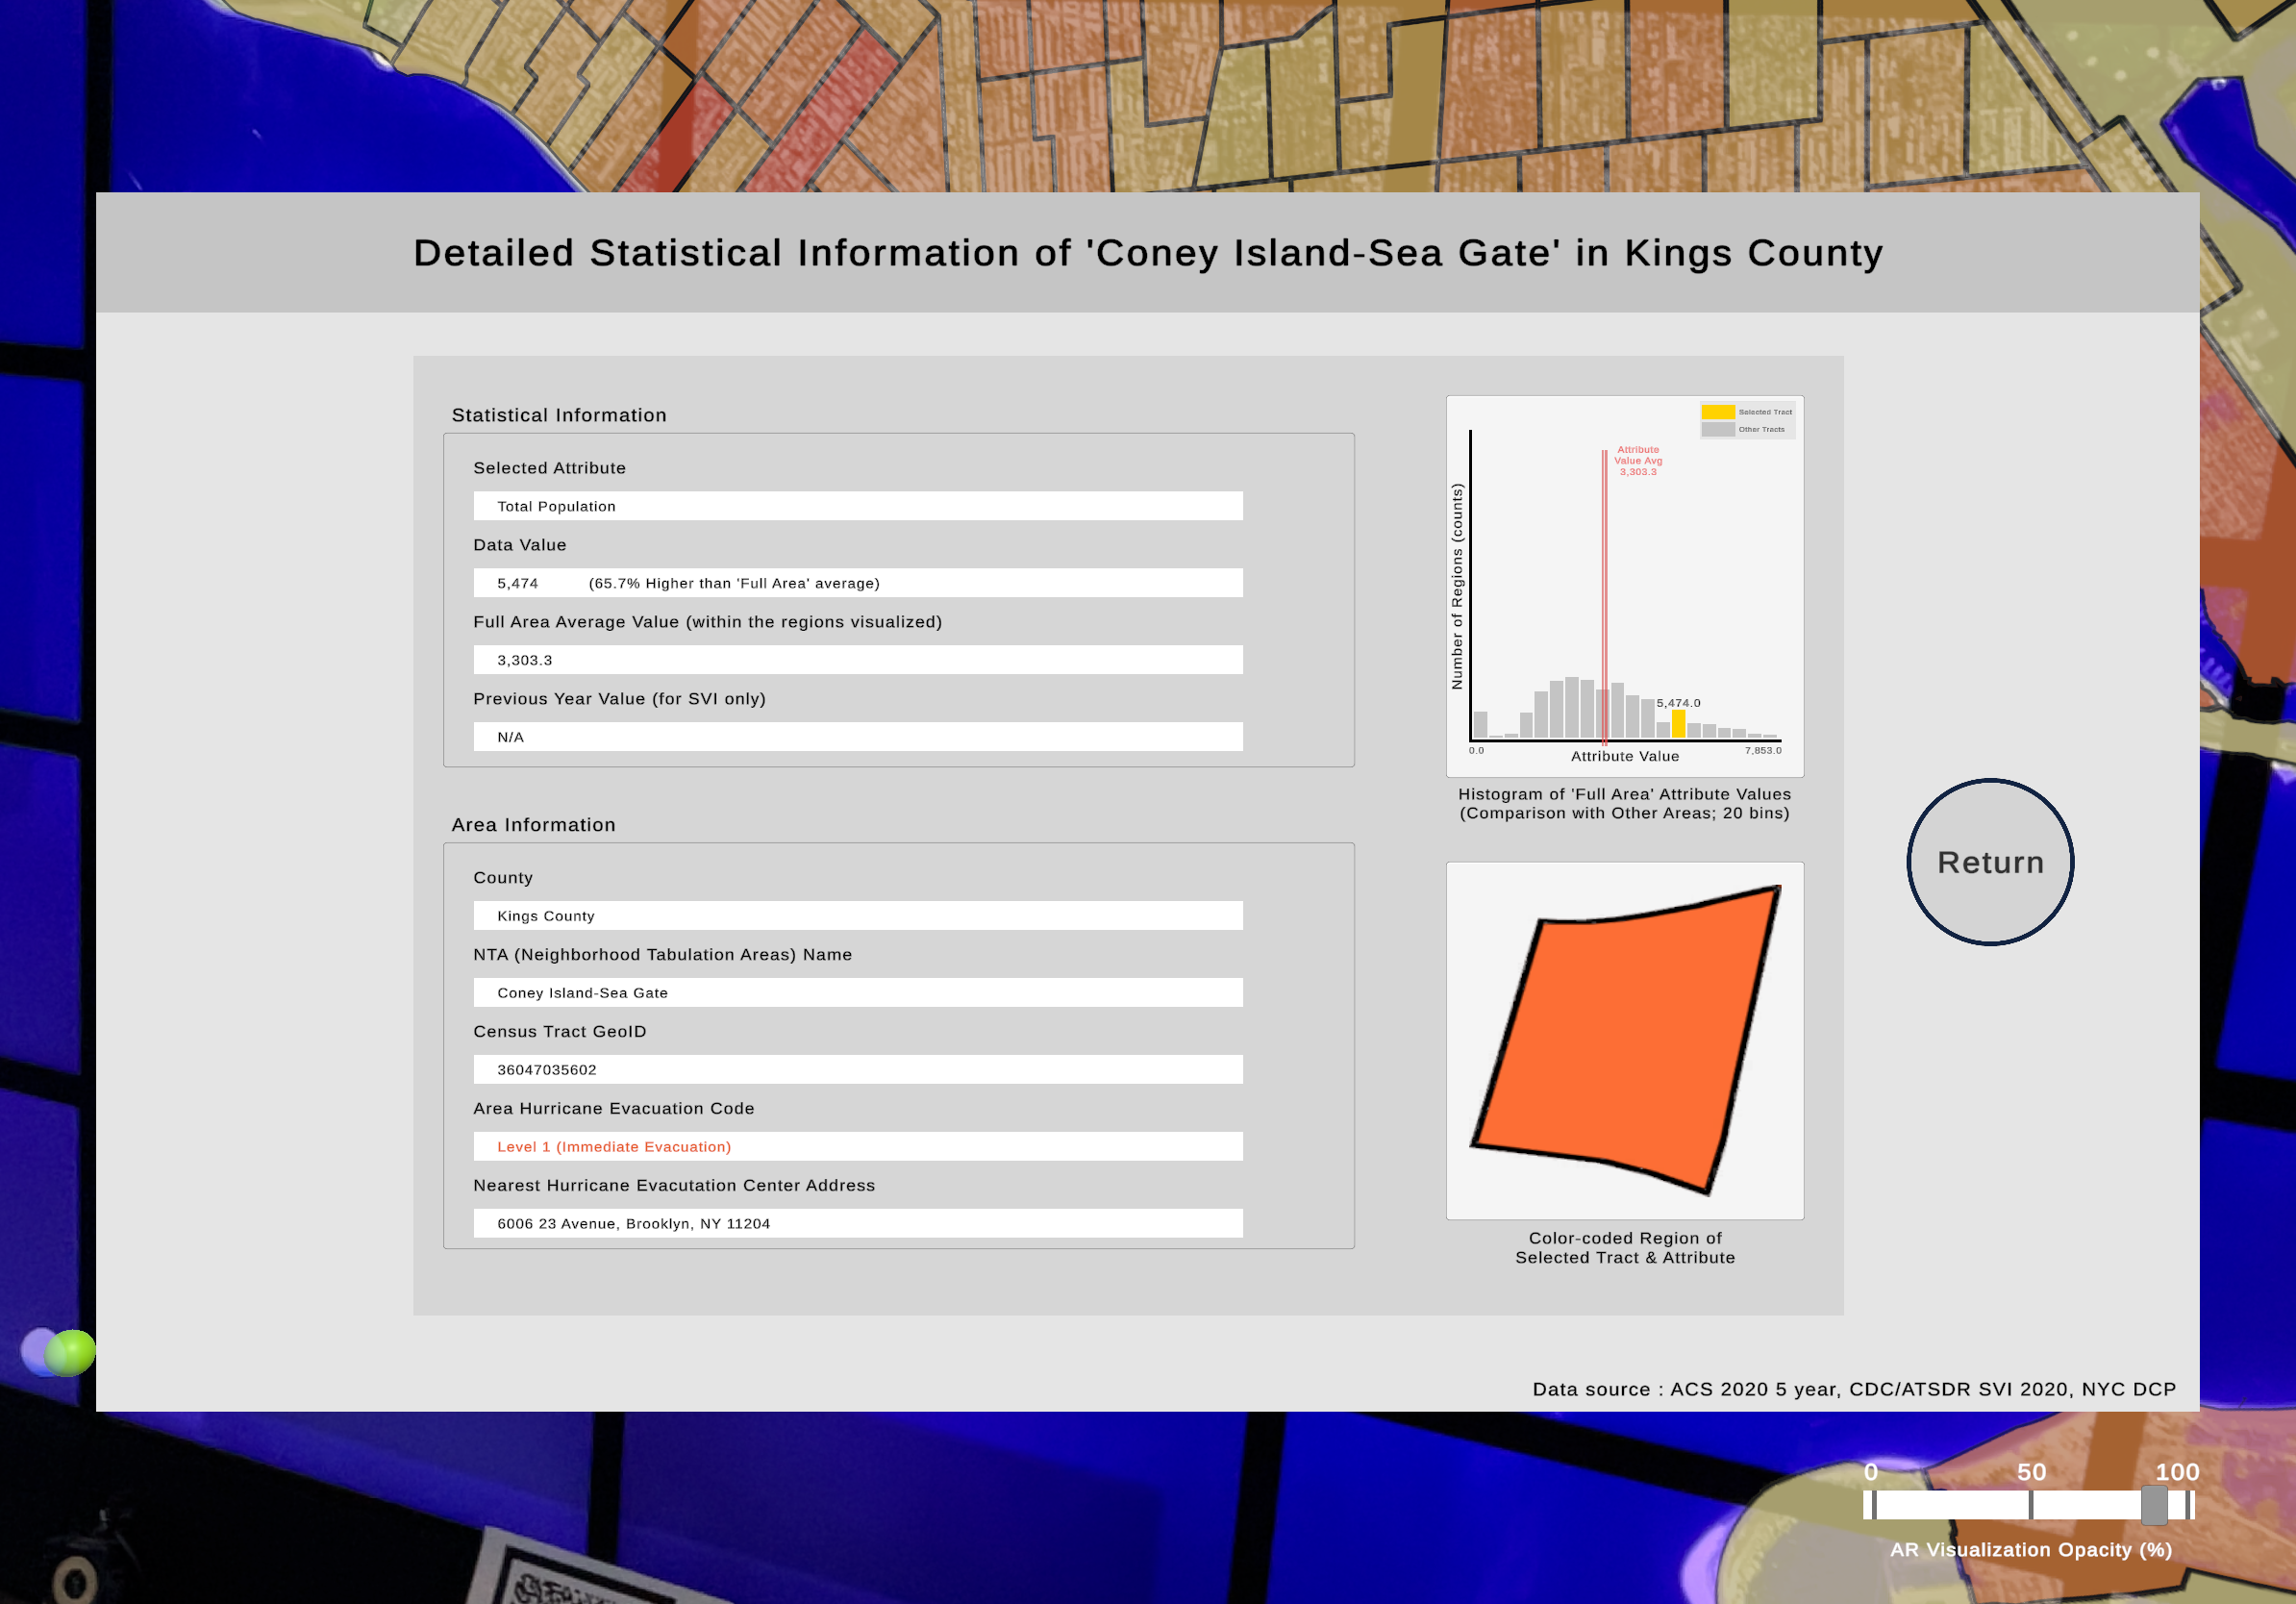 Detailed Statistical Information of 'Coney Island-Sea Gate' in Kings County
Statistical Information
Selected Attribute
Total Population
Data Value
5,474 (65.7% Higher than 'Full Area' average)
Full Area Average Value (within the regions visualized)
3,303.3
Previous Year Value (for SVI only)
N/A
Area Information
County
Kings County
NTA (Neighborhood Tabulation Areas) Name
Coney Island-Sea Gate
Census Tract GeoID
36047035602
Area Hurricane Evacuation Code
Level 1 (Immediate Evacuation)
Nearest Hurricane Evacutation Center Address
6006 23 Avenue, Brooklyn, NY 11204
Selected Tract
Other Tracts
Attribute
Value Avg
3,303.3
Number of Regions (counts)
5,474.0
0.0
7,853.0
Attribute Value
Histogram of 'Full Area' Attribute Values
(Comparison with Other Areas; 20 bins)
Color-coded Region of
Selected Tract & Attribute
Return
Data source : ACS 2020 5 year, CDC/ATSDR SVI 2020, NYC DCP
0 50 100
AR Visualization Opacity (%)